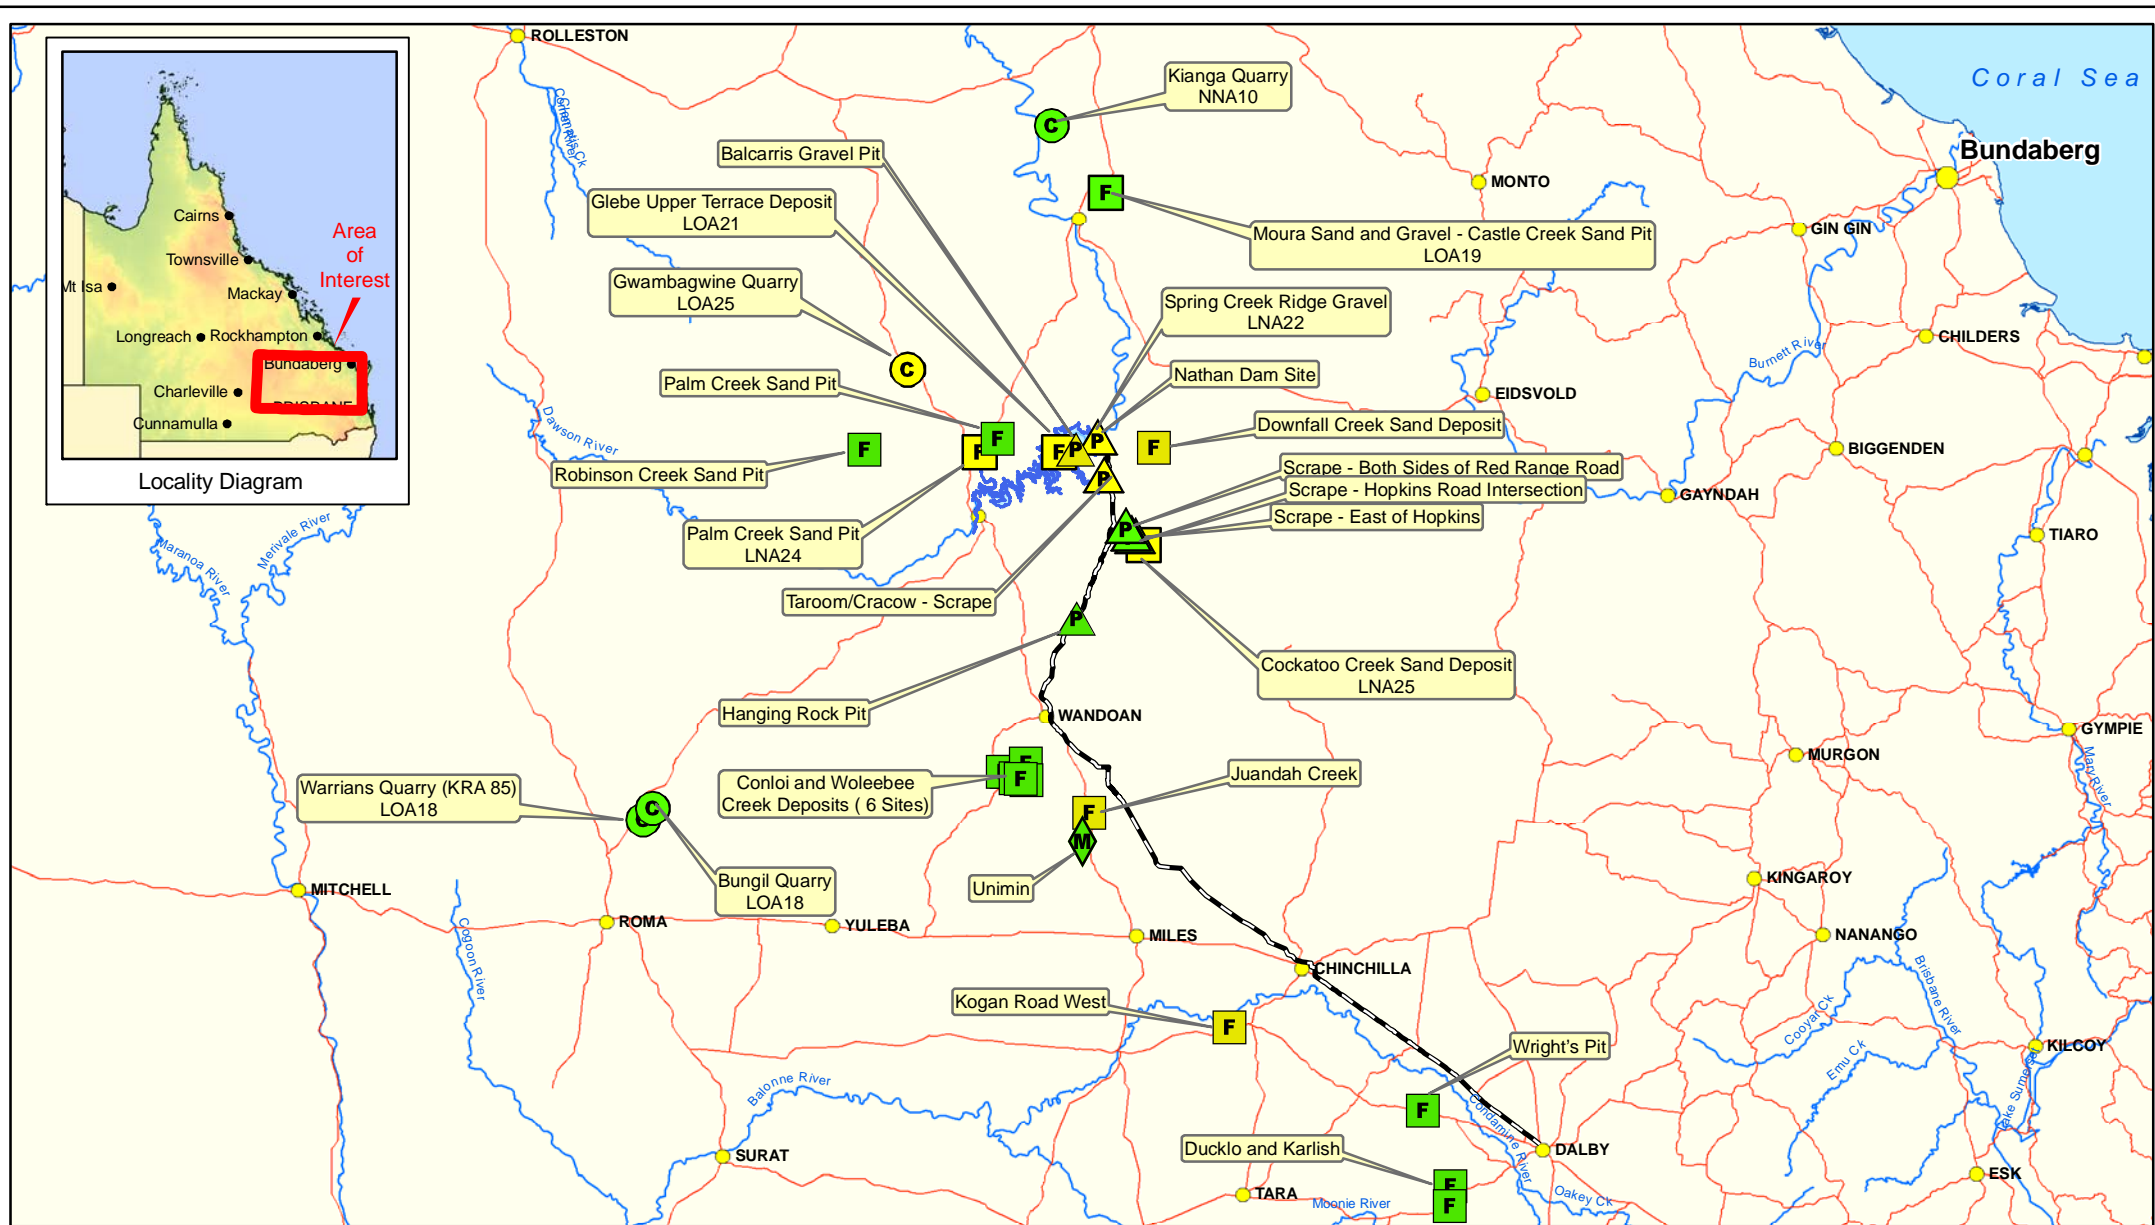 ROLLESTON
Coral Sea
Kianga Quarry
NNA10
C
Bundaberg
Balcarris Gravel Pit
MONTO
F
Glebe Upper Terrace Deposit
LOA21
Moura Sand and Gravel - Castle Creek Sand Pit
LOA19
GIN GIN
Cairns
Townsville
Mt Isa
Mackay
Longreach
Rockhampton
Bundaberg
Charleville
BRISBANE
Cunnamulla
Area
of
Interest
Locality Diagram
Gwambagwine Quarry
LOA25
C
Spring Creek Ridge Gravel
LNA22
CHILDERS
Burnett River
Palm Creek Sand Pit
Nathan Dam Site
EIDSVOLD
Dawson River
Downfall Creek Sand Deposit
BIGGENDEN
F
F
F
F
P
P
F
Robinson Creek Sand Pit
Scrape - Both Sides of Red Range Road
P
Scrape - Hopkins Road Intersection
GAYNDAH
Scrape - East of Hopkins
Palm Creek Sand Pit
LNA24
P
TIARO
Merivale River
Maranoa River
Taroom/Cracow - Scrape
P
Cockatoo Creek Sand Deposit
LNA25
Hanging Rock Pit
WANDOAN
GYMPIE
MURGON
Mary River
Warrians Quarry (KRA 85)
LOA18
Conloi and Woleebee
Creek Deposits ( 6 Sites)
F
F
Juandah Creek
C
C
F
M
Bungil Quarry
LOA18
Unimin
MITCHELL
KINGAROY
ROMA
YULEBA
MILES
NANANGO
Cogoon River
CHINCHILLA
Brisbane River
Kogan Road West
F
Cooyar Ck
Wright's Pit
KILCOY
Emu Ck
Balonne River
F
Lake Somerset
Condamine River
Ducklo and Karlish
DALBY
SURAT
ESK
F
F
TARA
Moonie River
Oakey Ck